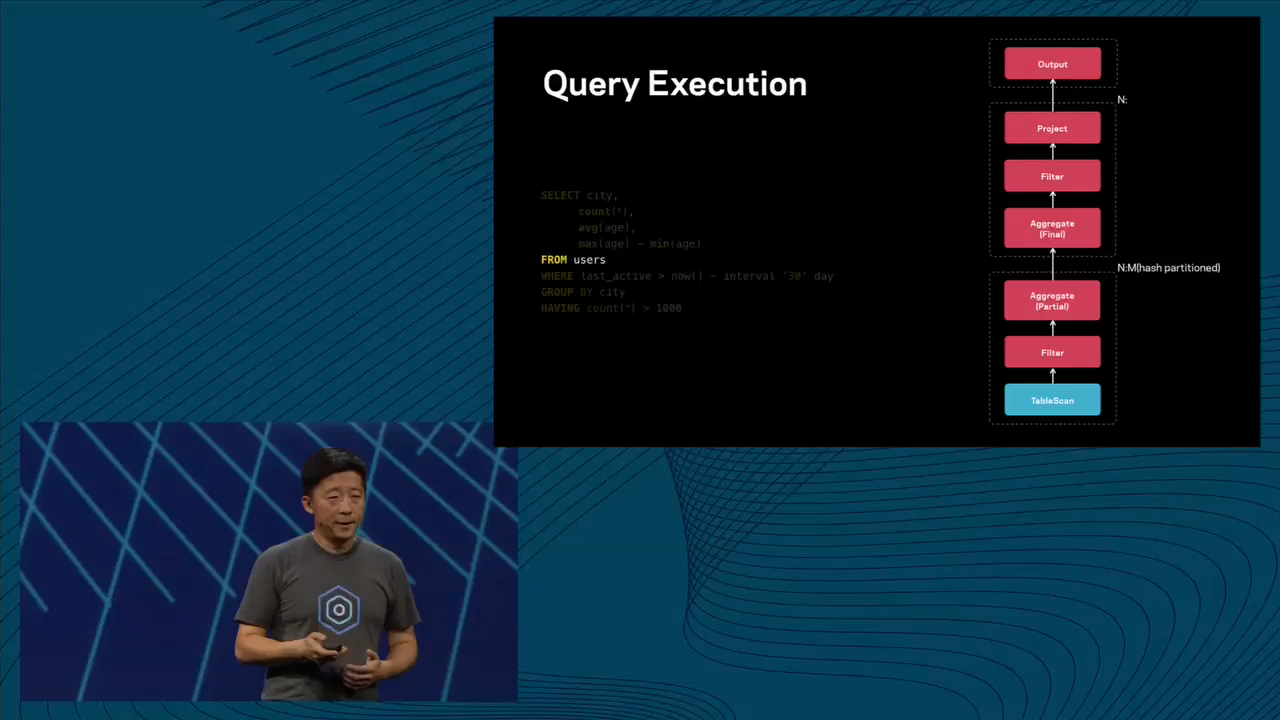 Query Execution
SELECT city,
count(*),
avg(age),
max(age) – min(age)
FROM users
WHERE last_active > now() – interval '30' day
GROUP BY city
HAVING count(*) > 1000
Output
N:
Project
Filter
Aggregate
(Final)
N:M(hash partitioned)
Aggregate
(Partial)
Filter
TableScan